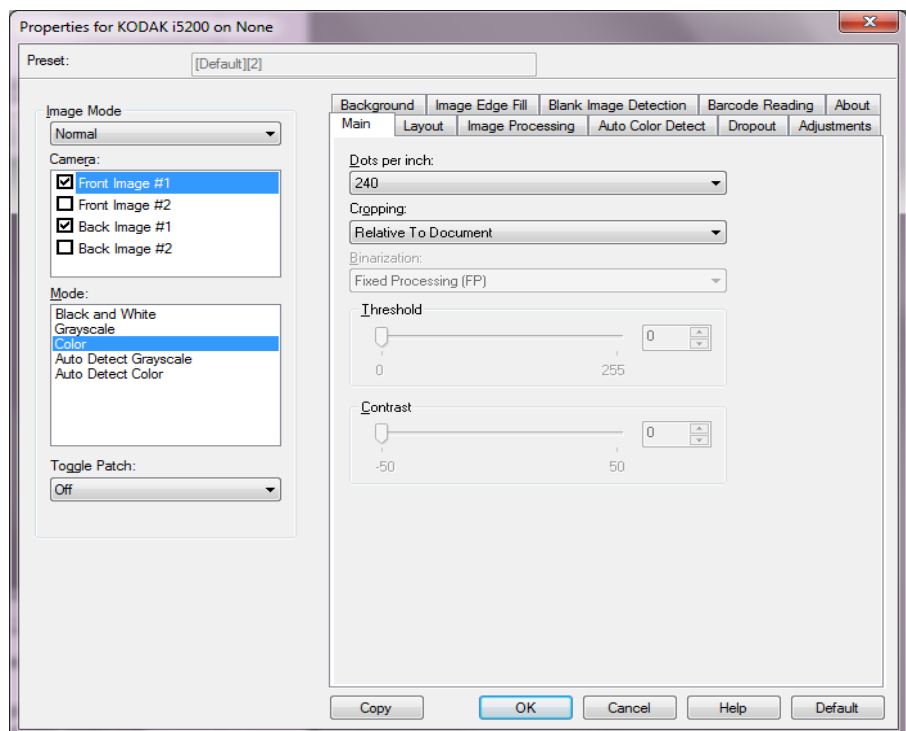 Properties for KODAK i5200 on None
Preset:
[Default][2]
Image Mode
Normal
Camera:
Front Image #1
Front Image #2
Back Image #1
Back Image #2
Mode:
Black and White
Grayscale
Color
Auto Detect Grayscale
Auto Detect Color
Toggle Patch:
Off
Background Image Edge Fill Blank Image Detection Barcode Reading About
Main Layout Image Processing Auto Color Detect Dropout Adjustments
Dots per inch:
240
Cropping:
Relative To Document
Binarization:
Fixed Processing (FP)
Threshold
0
0 255
Contrast
0
-50 50
Copy OK Cancel Help Default